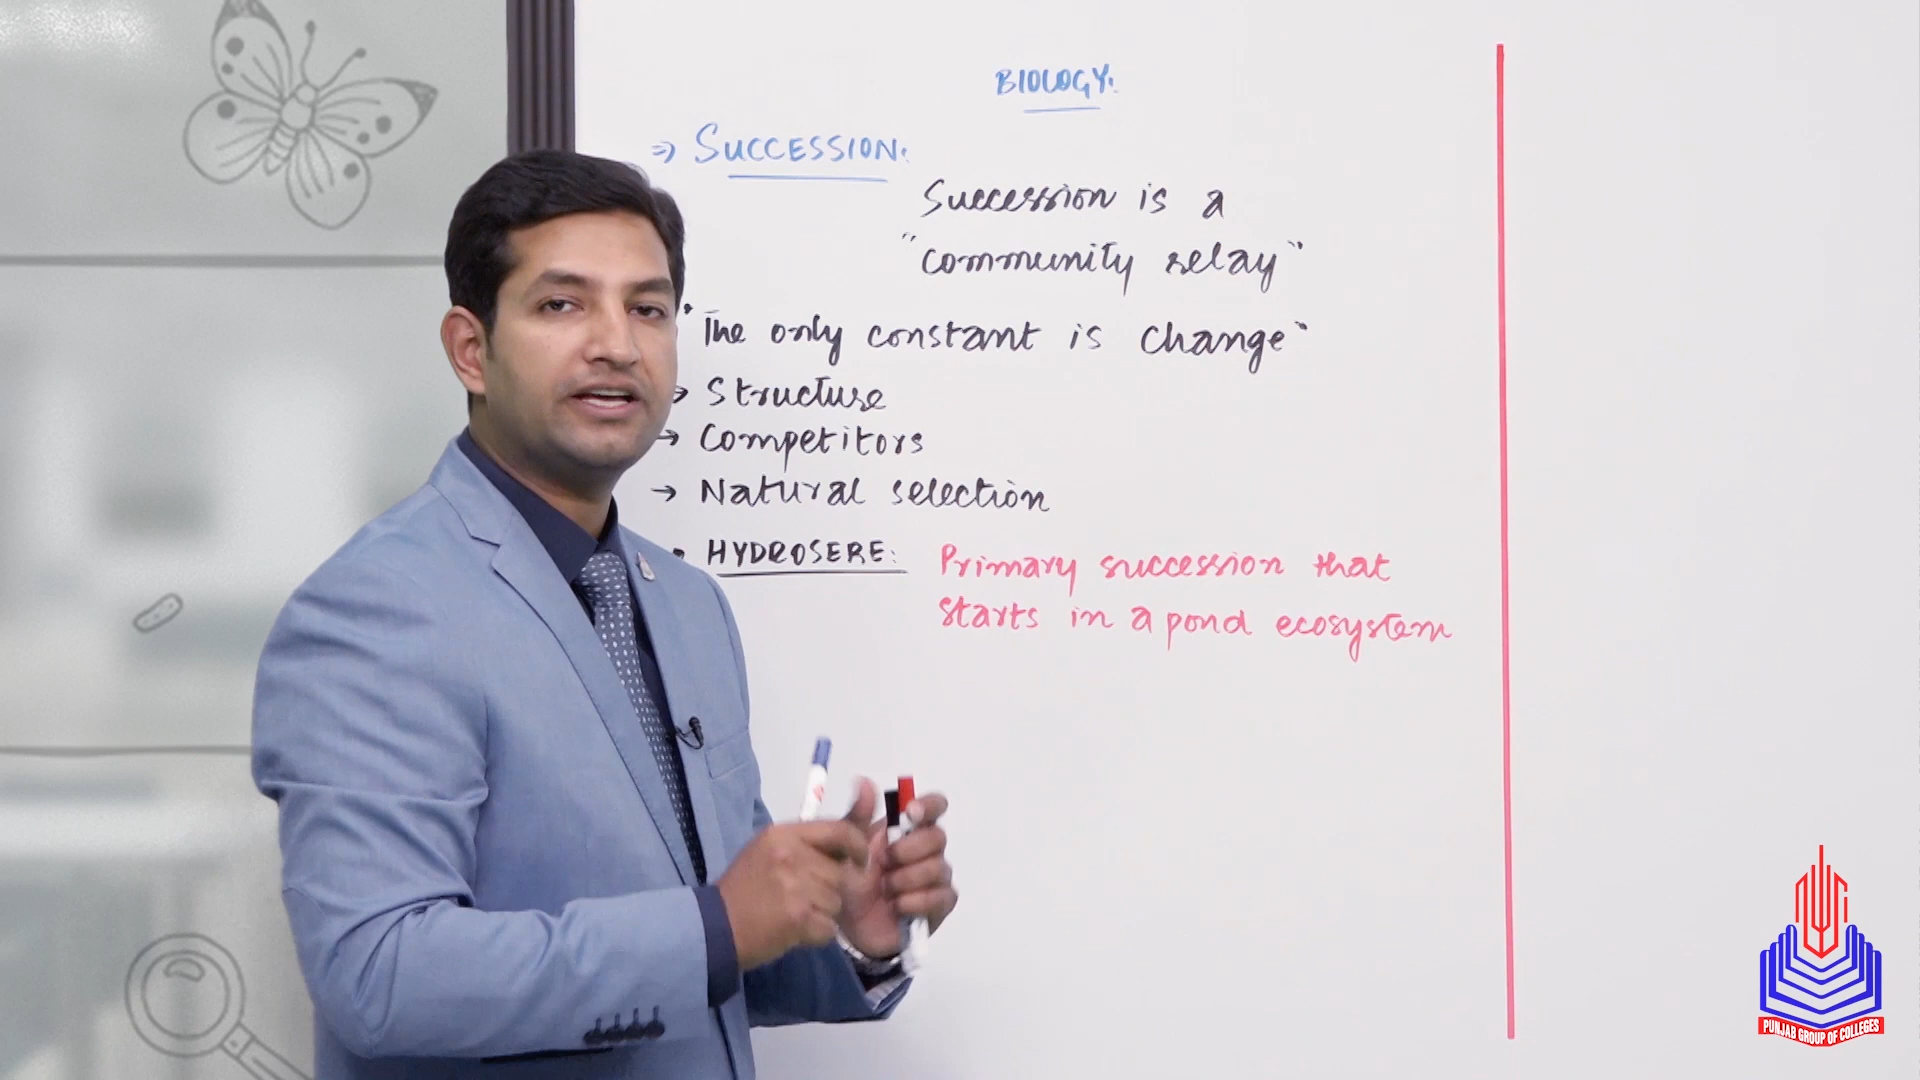 BIOLOGY:
⇒ SUCCESSION:
Succession is a
"community relay"
"The only constant is change"
→ Structure
→ Competitors
→ Natural selection
• HYDROSERE: Primary succession that
starts in a pond ecosystem
PUNJAB GROUP OF COLLEGES